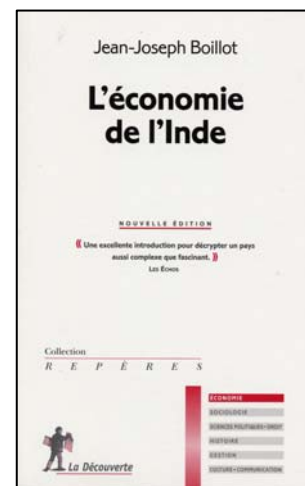 Jean-Joseph Boillot
L'économie
de l'Inde
NOUVELLE ÉDITION
« Une excellente introduction pour décrypter un pays
aussi complexe que fascinant. »
LES ÉCHOS
Collection
REPÈRES
ÉCONOMIE
SOCIOLOGIE
SCIENCES POLITIQUES • DROIT
HISTOIRE
GESTION
CULTURE • COMMUNICATION
La Découverte